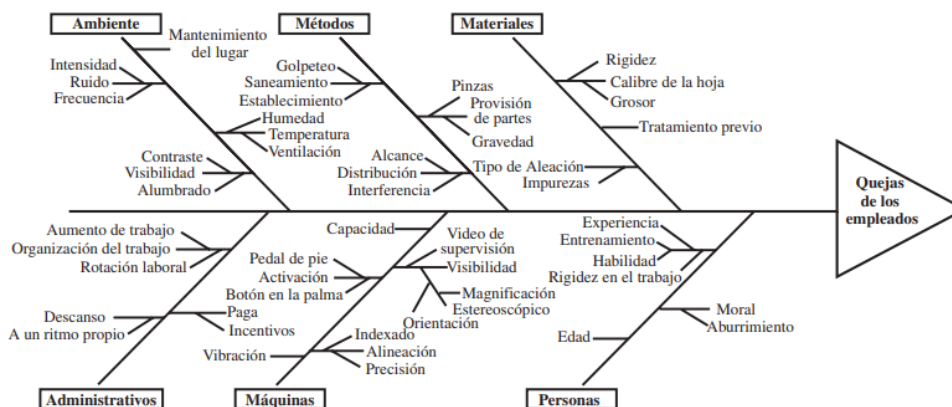 Ambiente
Métodos
Materiales
Mantenimiento
del lugar
Intensidad
Ruido
Frecuencia
Humedad
Temperatura
Ventilación
Contraste
Visibilidad
Alumbrado
Golpeteo
Saneamiento
Establecimiento
Pinzas
Provisión
de partes
Gravedad
Alcance
Distribución
Interferencia
Rigidez
Calibre de la hoja
Grosor
Tratamiento previo
Tipo de Aleación
Impurezas
Quejas
de los
empleados
Aumento de trabajo
Organización del trabajo
Rotación laboral
Paga
Incentivos
Descanso
A un ritmo propio
Capacidad
Video de
supervisión
Visibilidad
Magnificación
Estereoscópico
Orientación
Pedal de pie
Activación
Botón en la palma
Indexado
Alineación
Precisión
Vibración
Experiencia
Entrenamiento
Habilidad
Rigidez en el trabajo
Moral
Aburrimiento
Edad
Administrativos
Máquinas
Personas